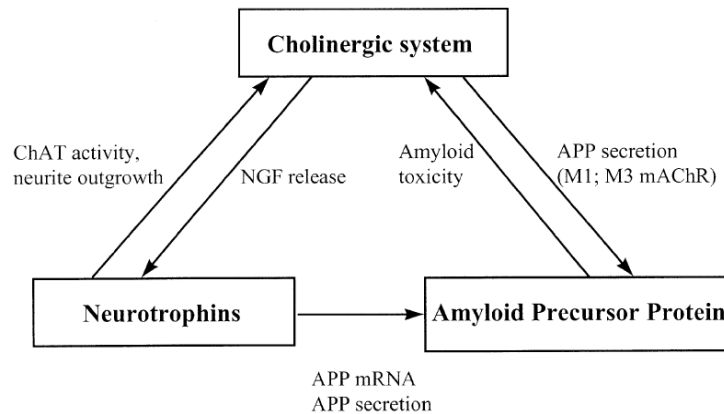 Cholinergic system
ChAT activity,
neurite outgrowth
NGF release
Amyloid
toxicity
APP secretion
(M1; M3 mAChR)
Neurotrophins
Amyloid Precursor Protein
APP mRNA
APP secretion